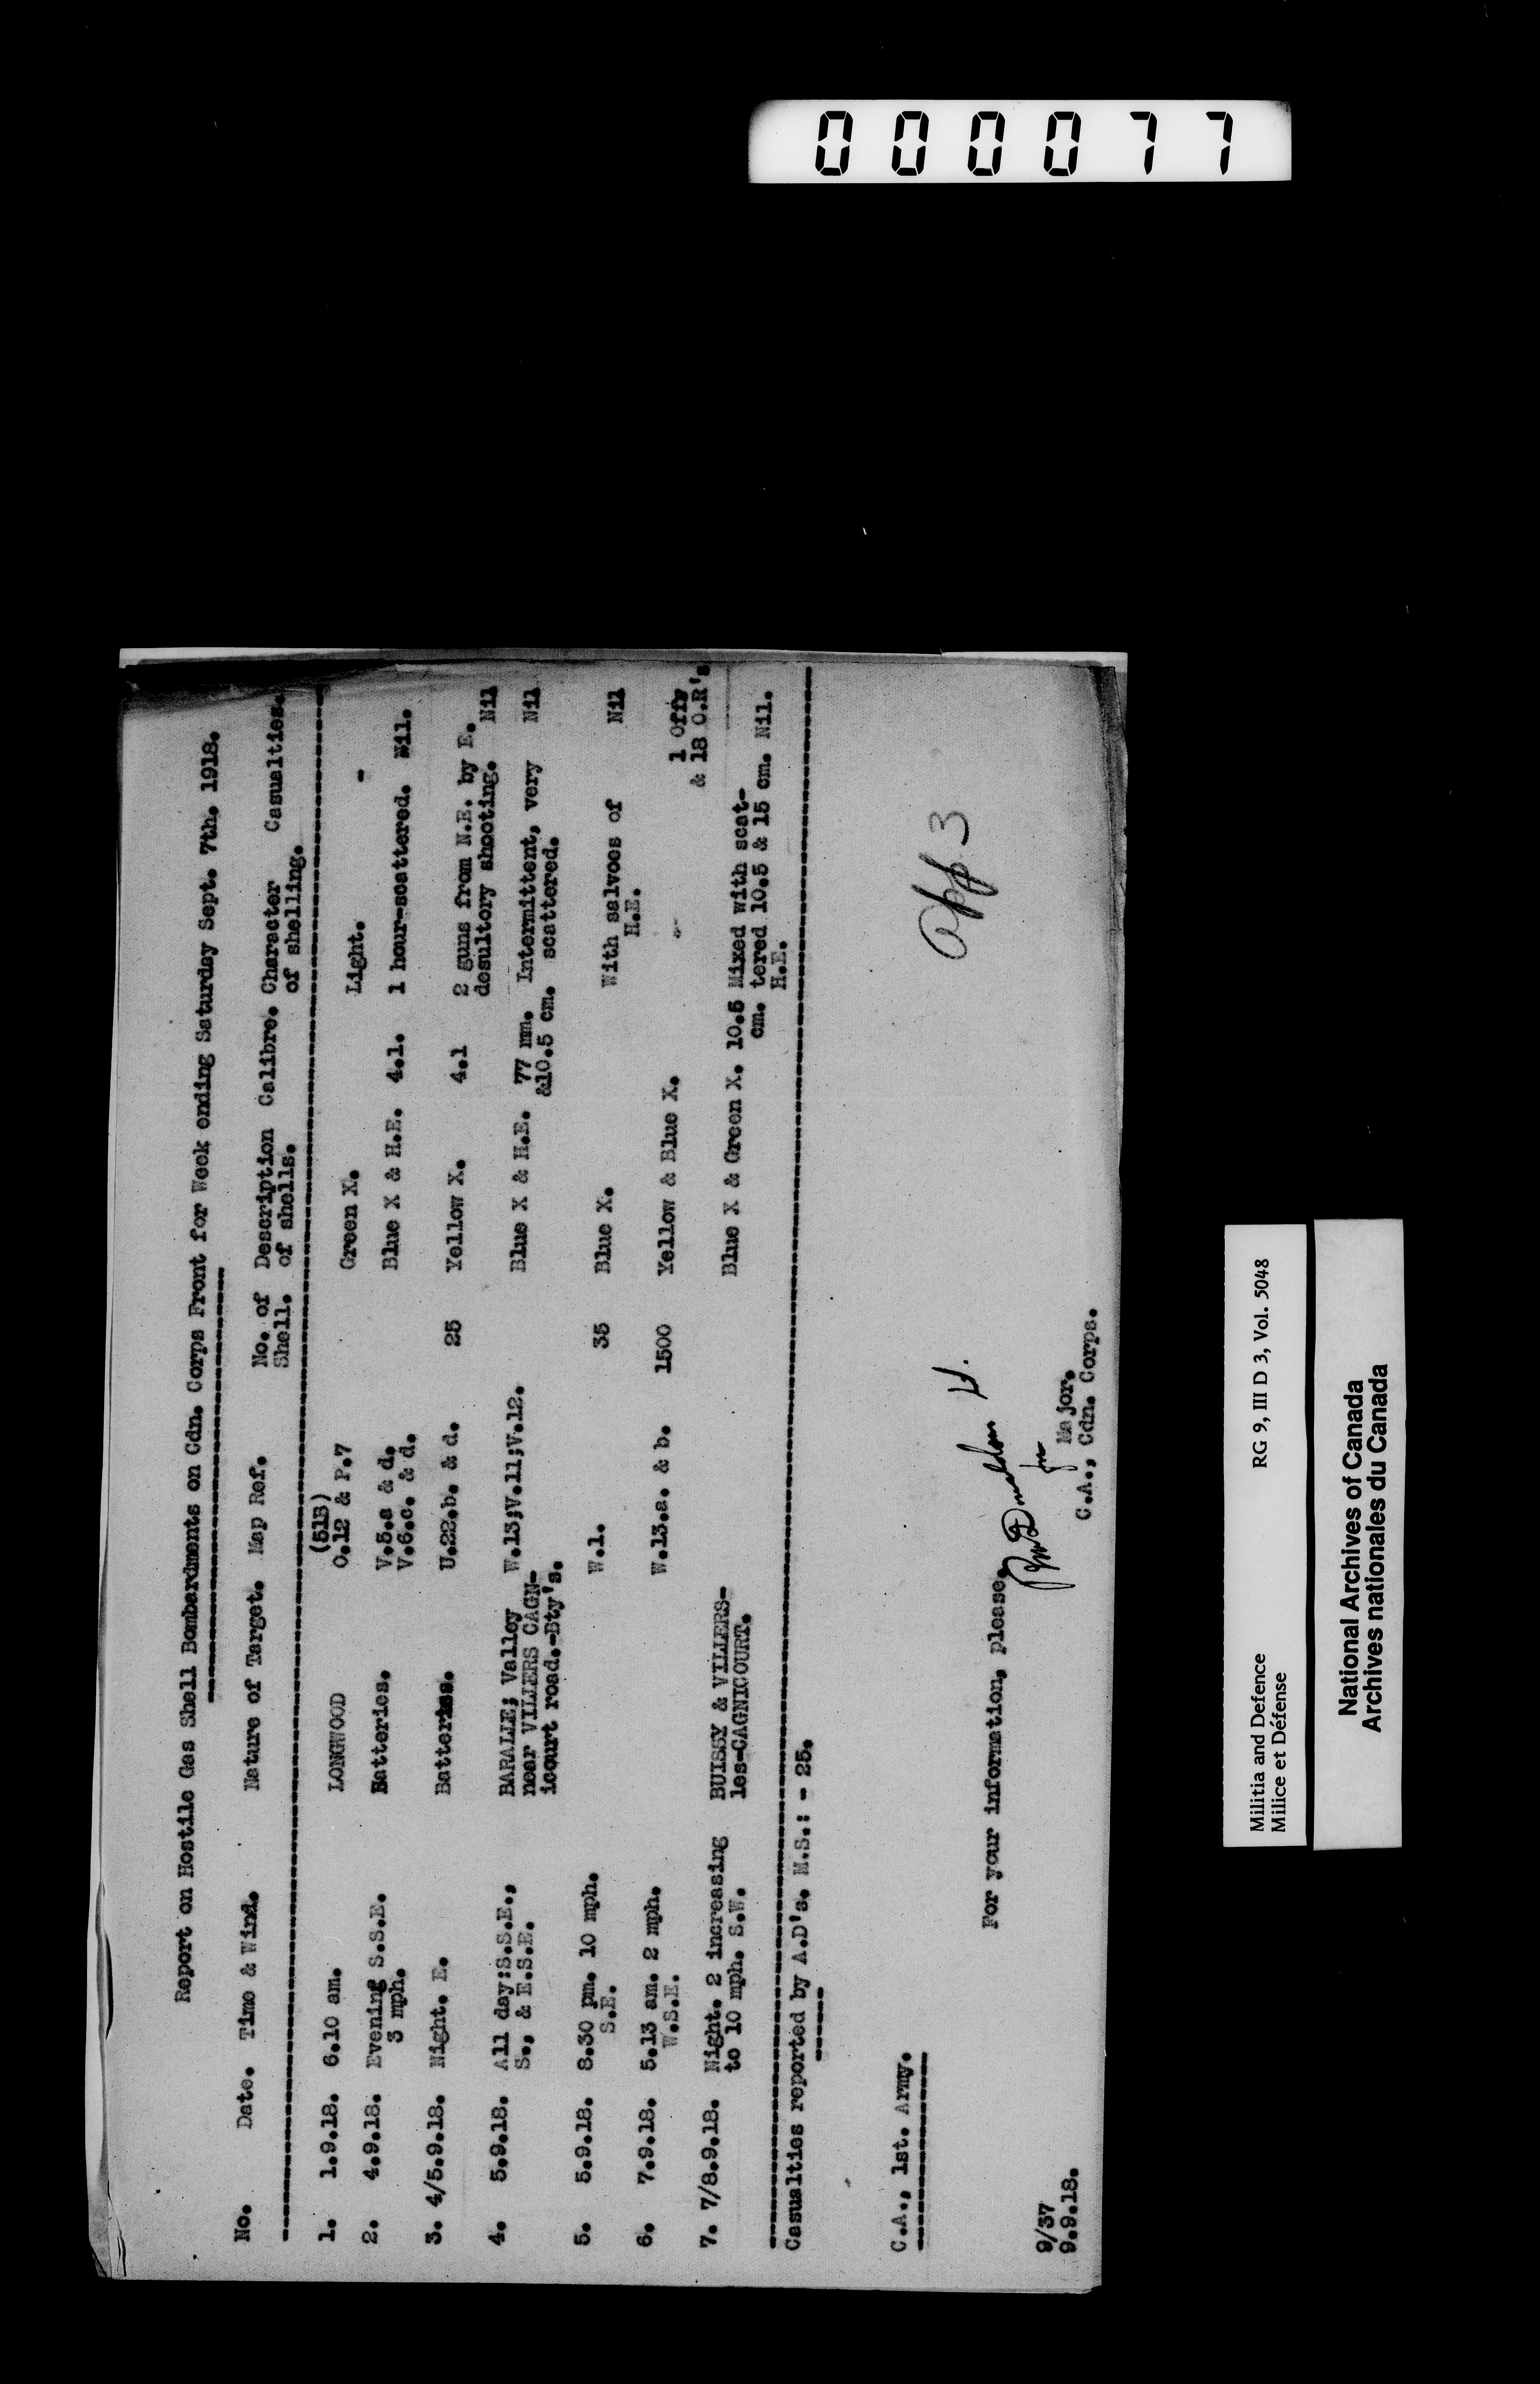 000077
Report on Hostile Gas Shell Bombardments on Cdn. Corps Front for Week ending Saturday Sept. 7th. 1918.
No. Date. Time & Wind. Nature of Target. Map Ref. No. of Description Calibre. Character Casualties.
Shell. of shells. of shelling.
(51B)
1. 1.9.18. 6.10 am. LONGWOOD O.12 & P.7 Green X. Light. -
2. 4.9.18. Evening S.S.E. Batteries. V.5.a & d. Blue X & H.E. 4.1. 1 hour-scattered. Nil.
3 mph. V.6.c. & d.
3. 4/5.9.18. Night. E. Batteries. U.22.b. & d. 25 Yellow X. 4.1 2 guns from N.E. by E.
desultory shooting. Nil
4. 5.9.18. All day:S.S.E., BARALLE; Valley W.13;V.11;V.12. Blue X & H.E. 77 mm. Intermittent, very Nil
S., & E.S.E. near VILLERS CAGN- &10.5 cm. scattered.
icourt road.-Bty's.
5. 5.9.18. 8.30 pm. 10 mph. W.1. 35 Blue X. With salvoes of Nil
S.E. H.E.
6. 7.9.18. 5.13 am. 2 mph. W.13.a. & b. 1500 Yellow & Blue X. - 1 Offr
W.S.E. & 18 O.R's
7. 7/8.9.18. Night. 2 increasing BUISSY & VILLERS- Blue X & Green X. 10.5 Mixed with scat-
to 10 mph. S.W. les-CAGNICOURT. cm. tered 10.5 & 15 cm. Nil.
H.E.
Casualties reported by A.D's. M.S.: - 25.
C.A., 1st. Army.
App 3
For your information, please.
for
Major.
C.A., Cdn. Corps.
9/37
9.9.18.
Militia and Defence RG 9, III D 3, Vol. 5048
Milice et Défense
National Archives of Canada
Archives nationales du Canada